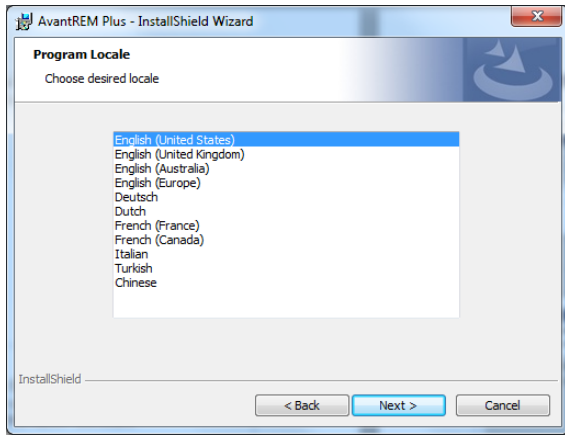 AvantREM Plus - InstallShield Wizard
Program Locale
Choose desired locale
English (United States)
English (United Kingdom)
English (Australia)
English (Europe)
Deutsch
Dutch
French (France)
French (Canada)
Italian
Turkish
Chinese
InstallShield
< Back Next > Cancel